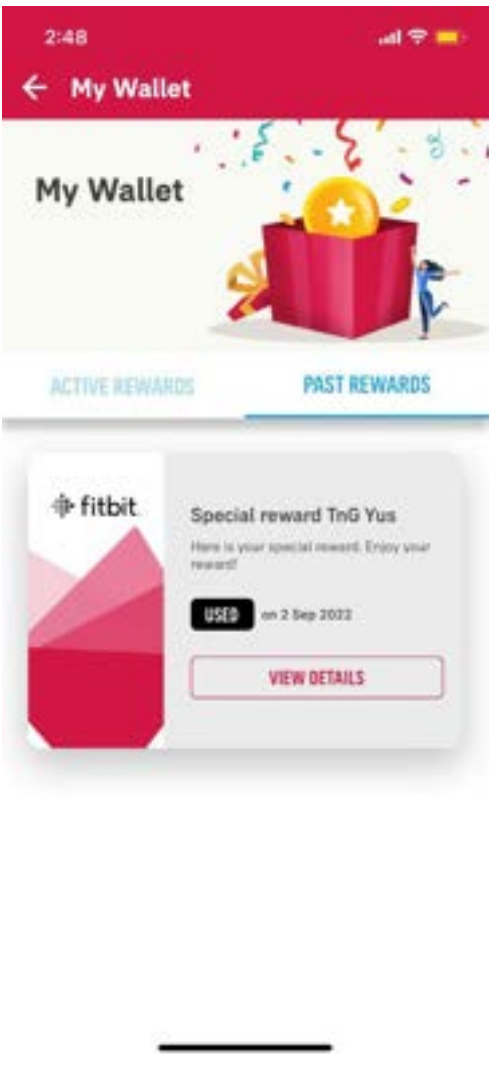 2:48
My Wallet
My Wallet
ACTIVE REWARDS
PAST REWARDS
fitbit
Special reward TnG Yus
Here is your special reward. Enjoy your
reward!
USED on 2 Sep 2022
VIEW DETAILS